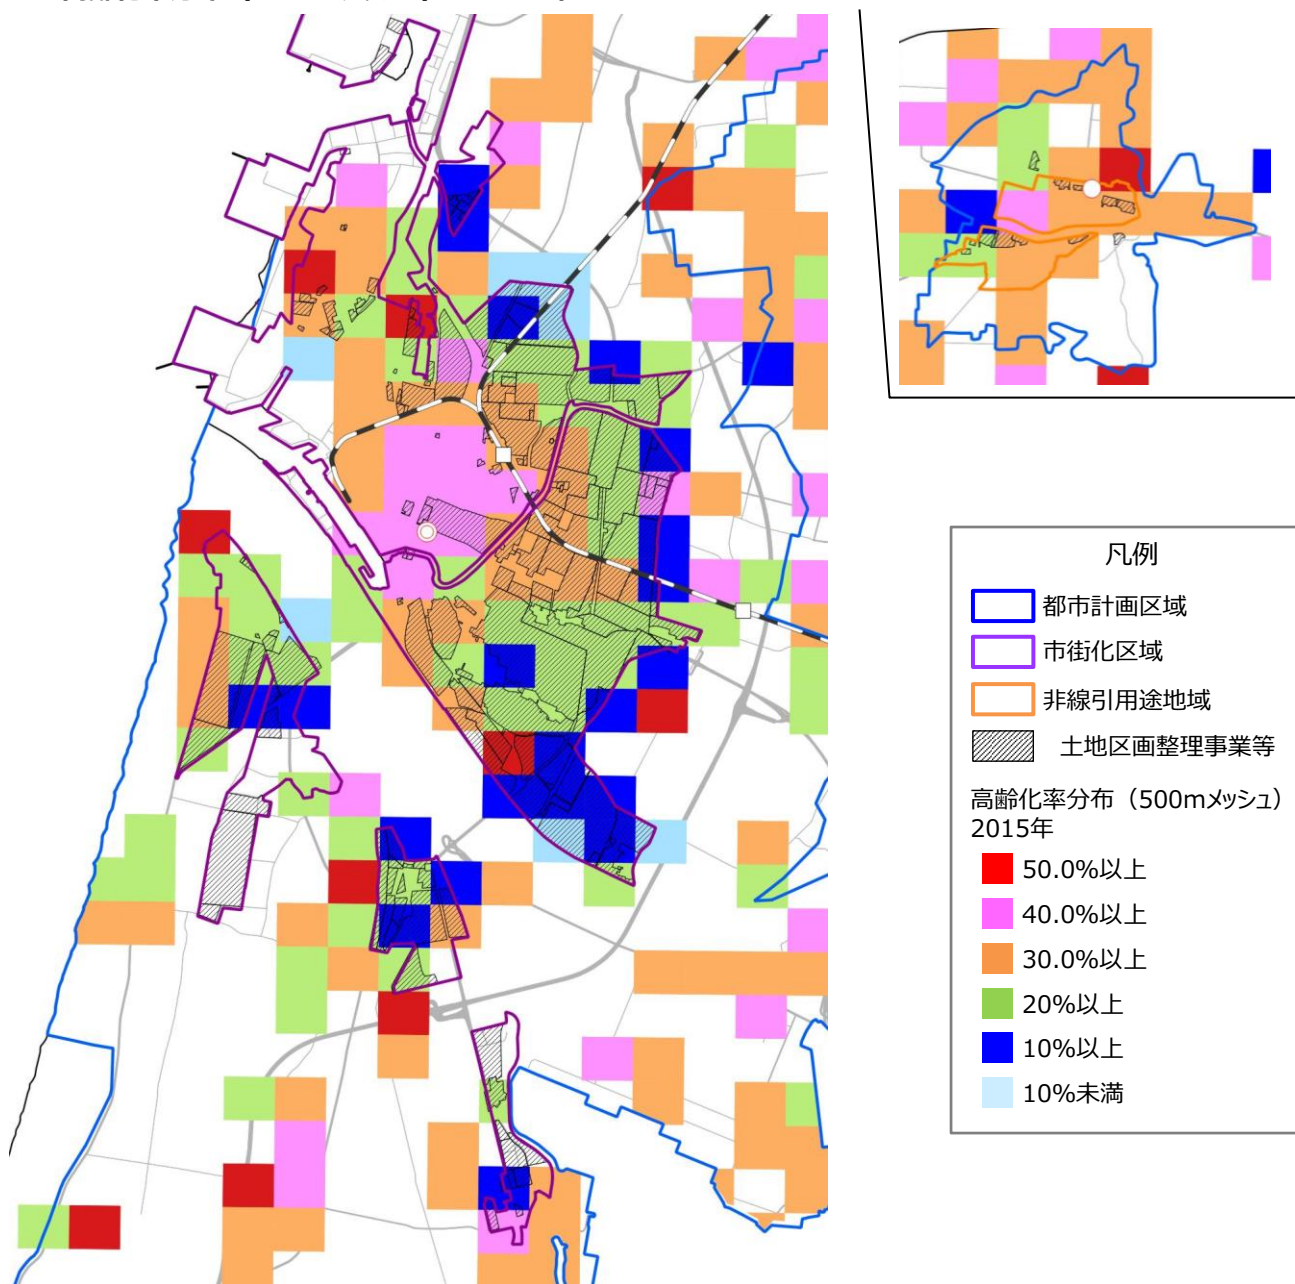 凡例
都市計画区域
市街化区域
非線引用途地域
土地区画整理事業等
高齢化率分布（500mメッシュ）
2015年
50.0%以上
40.0%以上
30.0%以上
20%以上
10%以上
10%未満